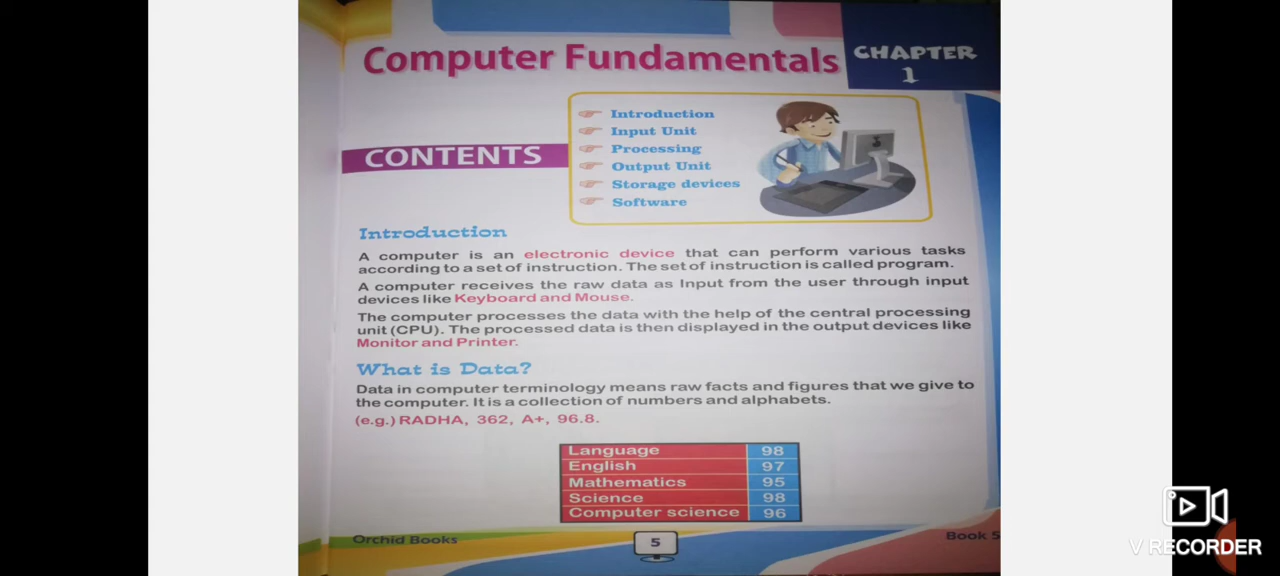 Computer Fundamentals
CHAPTER
1
CONTENTS
Introduction
Input Unit
Processing
Output Unit
Storage devices
Software
Introduction
A computer is an electronic device that can perform various tasks
according to a set of instruction. The set of instruction is called program.
A computer receives the raw data as Input from the user through input
devices like Keyboard and Mouse.
The computer processes the data with the help of the central processing
unit (CPU). The processed data is then displayed in the output devices like
Monitor and Printer.
What is Data?
Data in computer terminology means raw facts and figures that we give to
the computer. It is a collection of numbers and alphabets.
(e.g.) RADHA, 362, A+, 96.8.
Language 98
English 97
Mathematics 95
Science 98
Computer science 96
Orchid Books
5
Book 5
V RECORDER